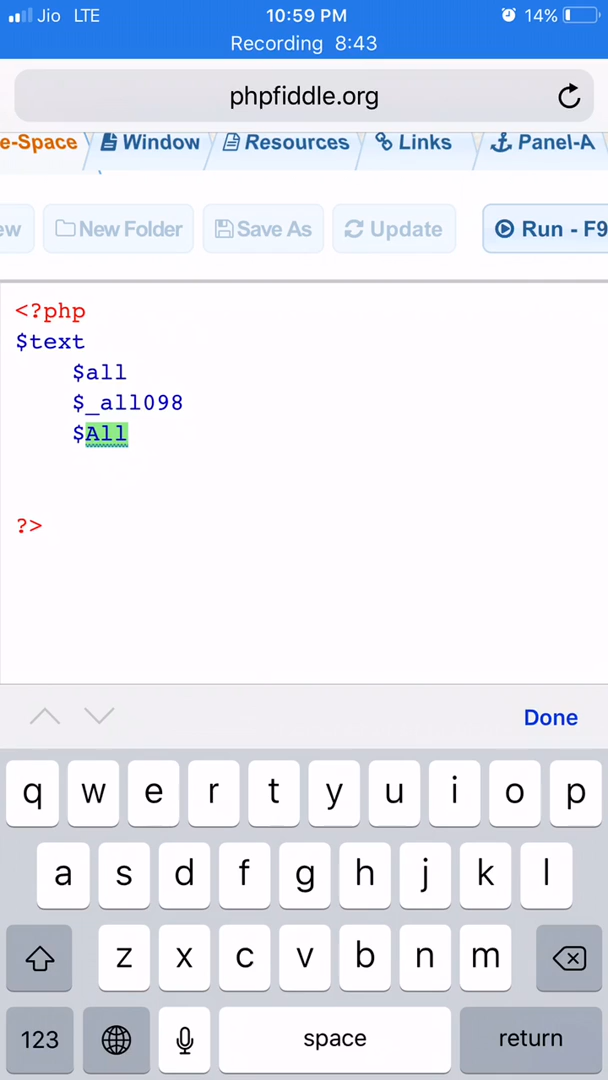 Jio LTE 10:59 PM 14%
Recording 8:43
phpfiddle.org
e-Space Window Resources Links Panel-A
ew New Folder Save As Update Run - F9
<?php
$text
$all
$_all098
$All
?>
Done
q w e r t y u i o p
a s d f g h j k l
z x c v b n m
123 space return